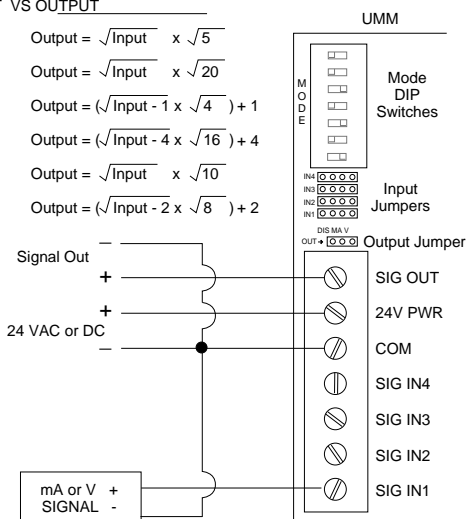 VS OUTPUT
Output = √Input x √5
Output = √Input x √20
Output = (√Input - 1 x √4 ) + 1
Output = (√Input - 4 x √16 ) + 4
Output = √Input x √10
Output = (√Input - 2 x √8 ) + 2
UMM
MODE
Mode
DIP
Switches
IN4
IN3
IN2
IN1
Input
Jumpers
DIS MA V
OUT→
Output Jumper
Signal Out
–
+
24 VAC or DC
+
–
SIG OUT
24V PWR
COM
SIG IN4
SIG IN3
SIG IN2
SIG IN1
mA or V +
SIGNAL -